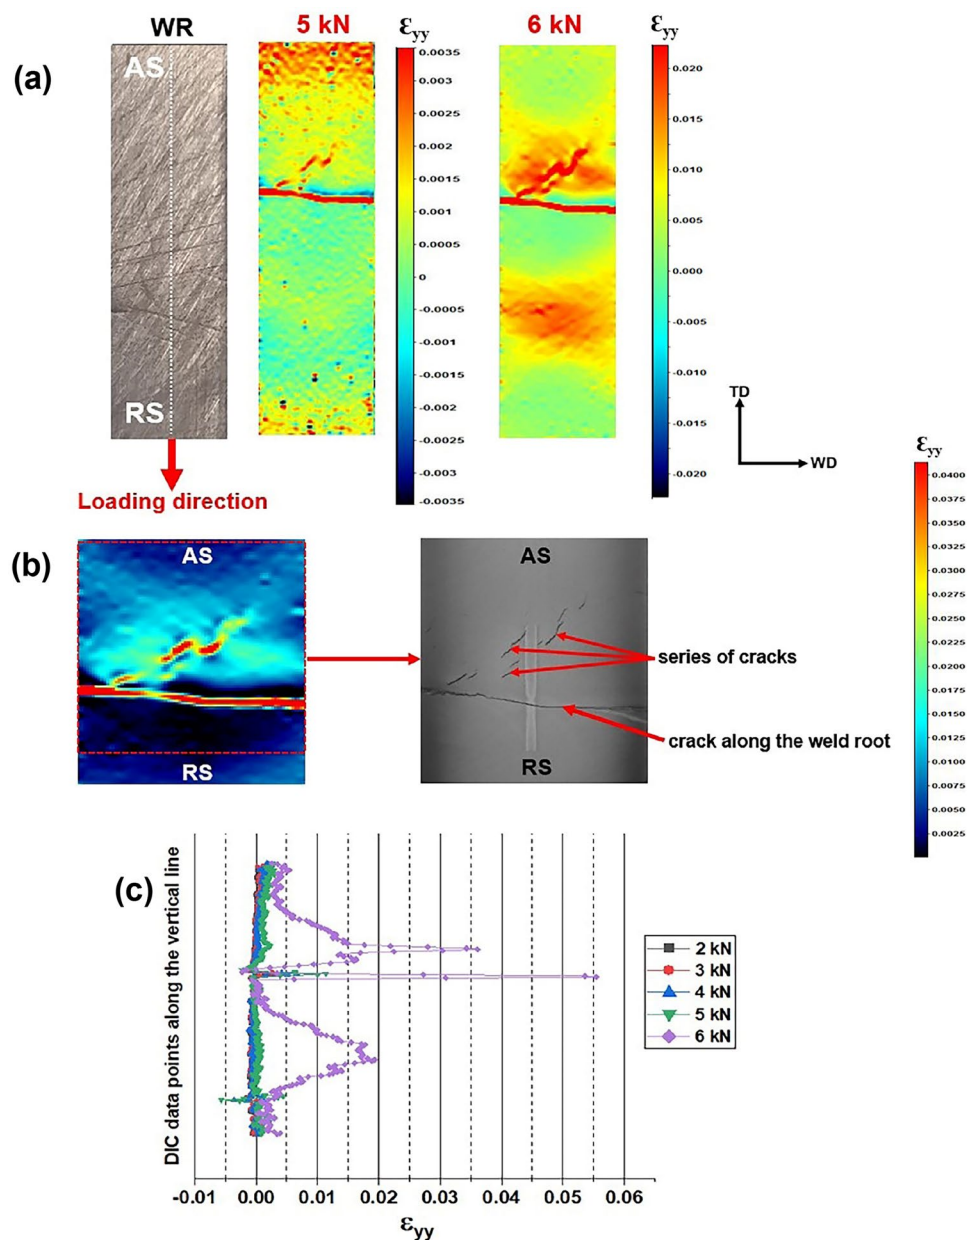 (a)
WR
AS
RS
Loading direction
5 kN
εyy
0.0035
0.003
0.0025
0.002
0.0015
0.001
0.0005
0
-0.0005
-0.001
-0.0015
-0.002
-0.0025
-0.003
-0.0035
6 kN
εyy
0.020
0.015
0.010
0.005
0.000
-0.005
-0.010
-0.015
-0.020
TD
WD
εyy
0.0400
0.0375
0.0350
0.0325
0.0300
0.0275
0.0250
0.0225
0.0200
0.0175
0.0150
0.0125
0.0100
0.0075
0.0050
0.0025
(b)
AS
RS
AS
series of cracks
crack along the weld root
RS
(c)
DIC data points along the vertical line
2 kN
3 kN
4 kN
5 kN
6 kN
-0.01 0.00 0.01 0.02 0.03 0.04 0.05 0.06
εyy